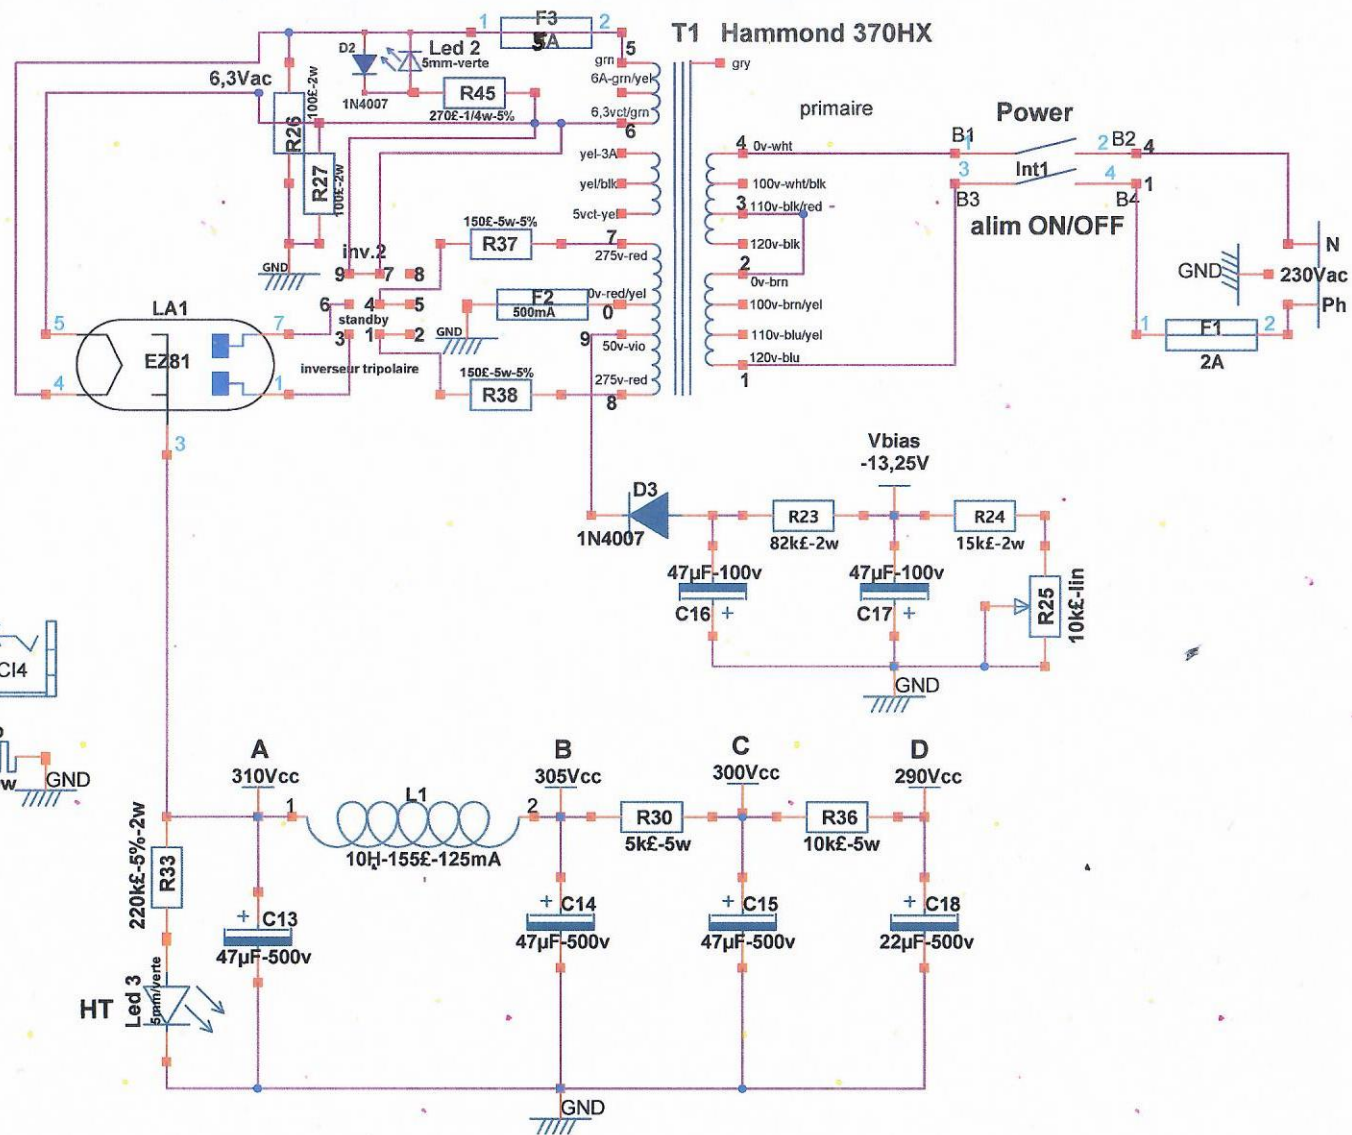 T1 Hammond 370HX
1
F3
2
5A
5
grn
gry
6A-grn/yel
6,3vct/grn
6
D2
Led 2
5mm-verte
1N4007
R45
270£-1/4w-5%
6,3Vac
R26
100£-2w
R27
100£-2w
GND
yel-3A
yel/blk
5vct-yel
primaire
4 0v-wht
100v-wht/blk
3 110v-blk/red
120v-blk
2
0v-brn
100v-brn/yel
110v-blu/yel
120v-blu
1
Power
B1
1
2
B2
4
3
Int1
4
1
B3
B4
alim ON/OFF
N
GND
230Vac
Ph
1
F1
2
2A
150£-5w-5%
R37
7
275v-red
inv.2
9 7 8
6 4 5
standby
3 1 2
inverseur tripolaire
F2
500mA
0v-red/yel
0
GND
9
50v-vio
150£-5w-5%
R38
275v-red
8
LA1
5
7
EZ81
4
1
3
Vbias
-13,25V
D3
1N4007
R23
82k£-2w
R24
15k£-2w
47µF-100v
C16 +
47µF-100v
C17 +
R25
10k£-lin
GND
CI4
w
GND
A
310Vcc
B
305Vcc
C
300Vcc
D
290Vcc
1
L1
2
10H-155£-125mA
R30
5k£-5w
R36
10k£-5w
R33
220k£-5%-2w
+ C13
47µF-500v
+ C14
47µF-500v
+ C15
47µF-500v
+ C18
22µF-500v
HT
Led 3
5mm/verte
GND